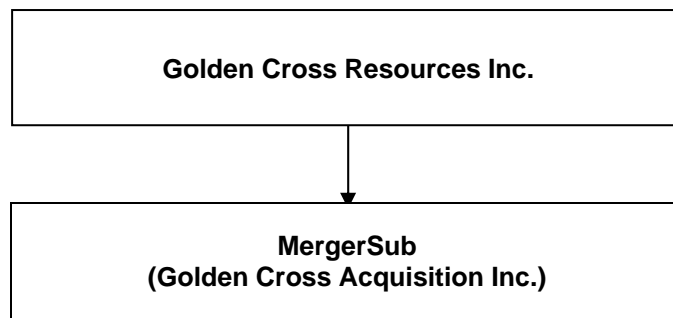 Golden Cross Resources Inc.
MergerSub
(Golden Cross Acquisition Inc.)